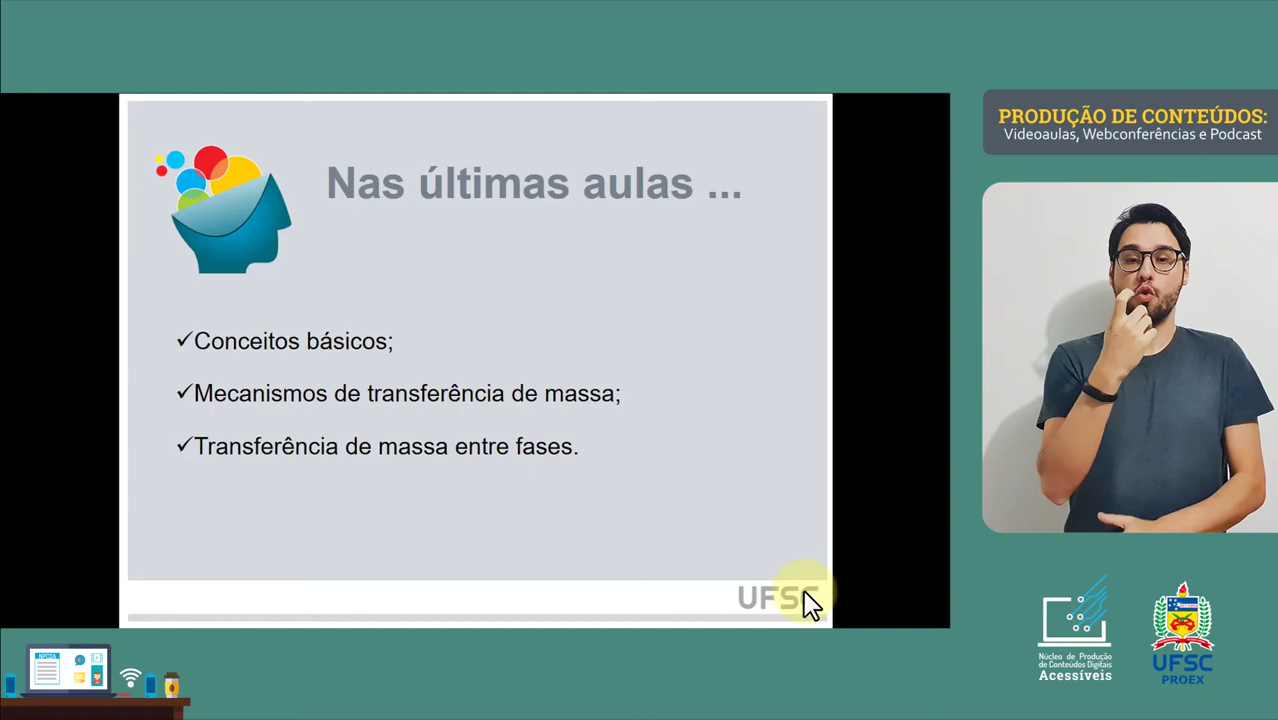 PRODUÇÃO DE CONTEÚDOS:
Videoaulas, Webconferências e Podcast
Nas últimas aulas ...
✓Conceitos básicos;
✓Mecanismos de transferência de massa;
✓Transferência de massa entre fases.
UFSC
NPCDA
Núcleo de Produção
de Conteúdos Digitais
Acessíveis
UFSC
PROEX